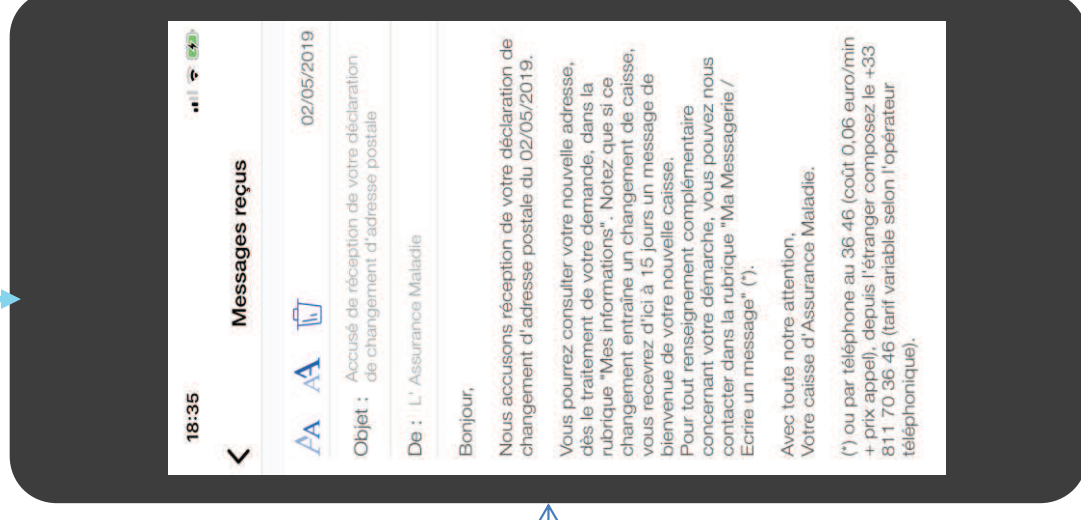 18:35
Messages reçus
AA AA 02/05/2019
Objet : Accusé de réception de votre déclaration
de changement d'adresse postale
De : L' Assurance Maladie
Bonjour,
Nous accusons réception de votre déclaration de
changement d'adresse postale du 02/05/2019.
Vous pourrez consulter votre nouvelle adresse,
dès le traitement de votre demande, dans la
rubrique "Mes informations". Notez que si ce
changement entraine un changement de caisse,
vous recevrez d'ici à 15 jours un message de
bienvenue de votre nouvelle caisse.
Pour tout renseignement complémentaire
concernant votre démarche, vous pouvez nous
contacter dans la rubrique "Ma Messagerie /
Ecrire un message" (*).
Avec toute notre attention,
Votre caisse d'Assurance Maladie.
(*) ou par téléphone au 36 46 (coût 0,06 euro/min
+ prix appel), depuis l'étranger composez le +33
811 70 36 46 (tarif variable selon l'opérateur
téléphonique).